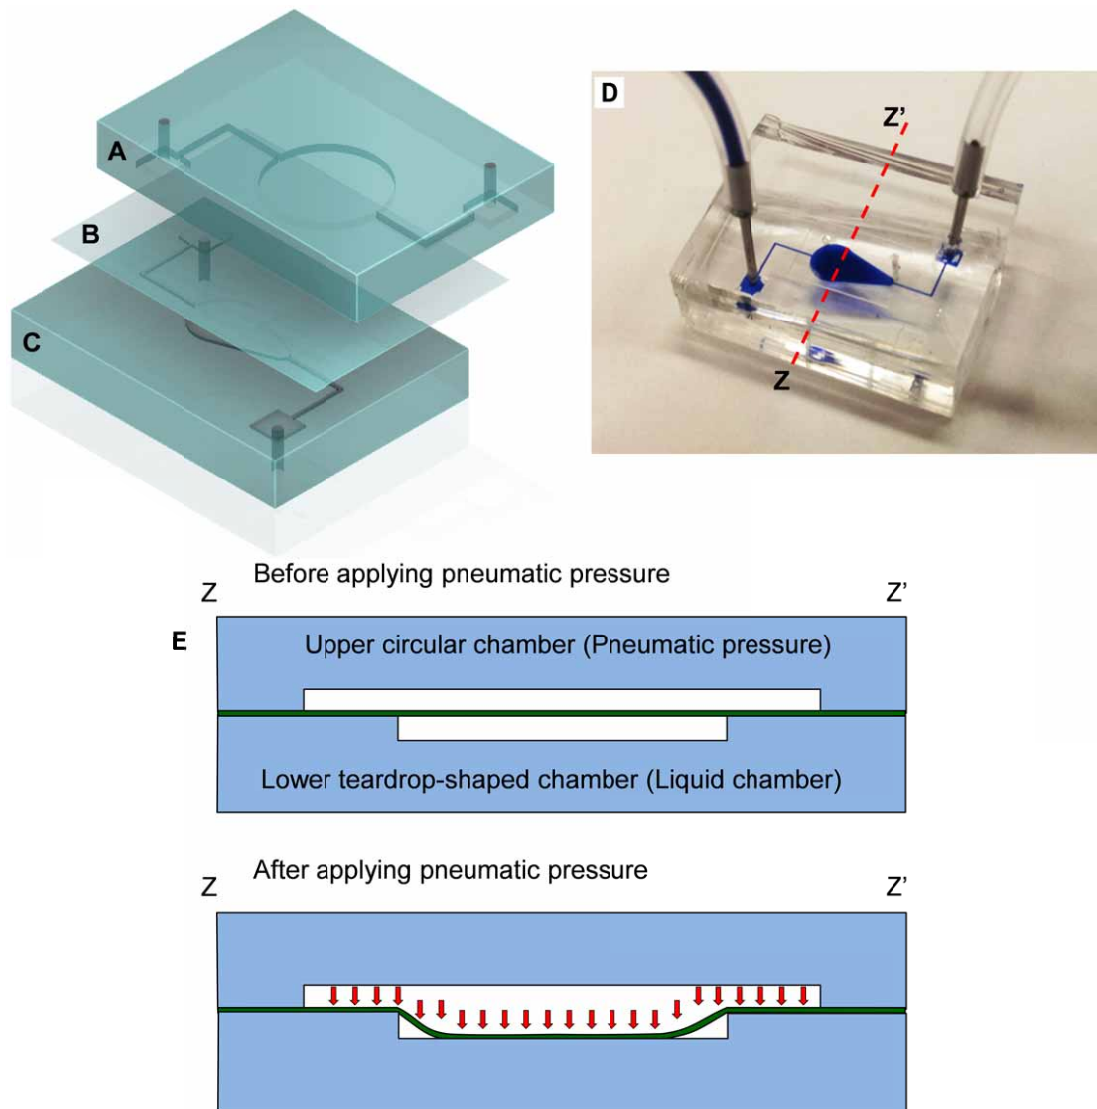 A
B
C
D
Z'
Z
Before applying pneumatic pressure
Z
Z'
E
Upper circular chamber (Pneumatic pressure)
Lower teardrop-shaped chamber (Liquid chamber)
After applying pneumatic pressure
Z
Z'